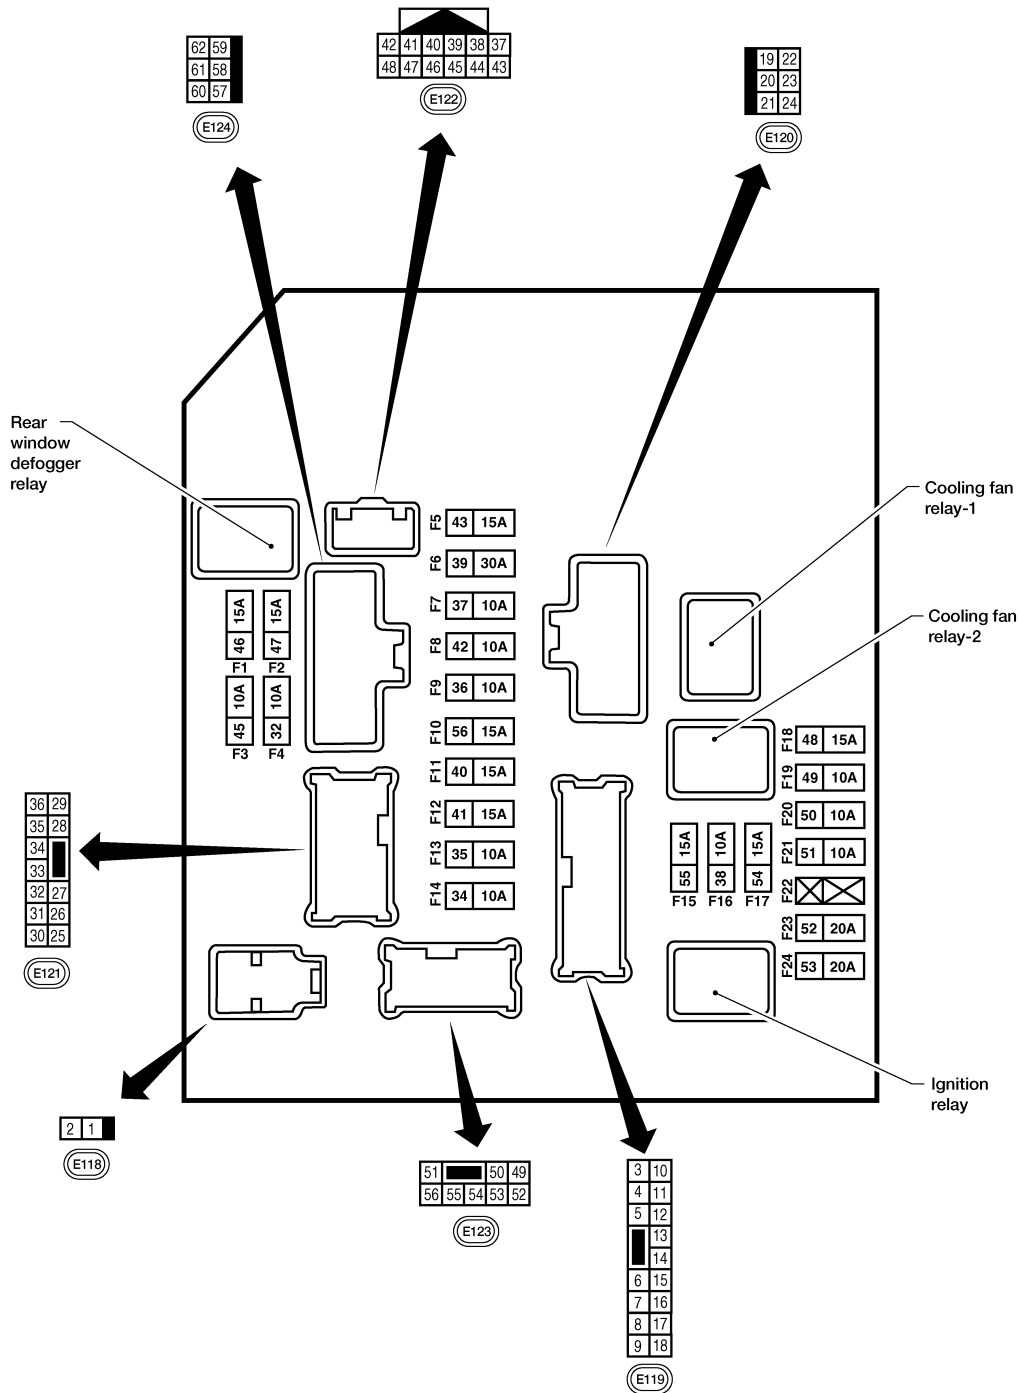 62 59
61 58
60 57
E124
42 41 40 39 38 37
48 47 46 45 44 43
E122
19 22
20 23
21 24
E120
Rear
window
defogger
relay
Cooling fan
relay-1
Cooling fan
relay-2
F5 43 15A
F6 39 30A
F7 37 10A
F8 42 10A
F9 36 10A
F10 56 15A
F11 40 15A
F12 41 15A
F13 35 10A
F14 34 10A
15A 15A
46 47
F1 F2
10A 10A
45 32
F3 F4
F18 48 15A
F19 49 10A
F20 50 10A
F21 51 10A
F22
F23 52 20A
F24 53 20A
15A 10A 15A
55 38 54
F15 F16 F17
36 29
35 28
34
33
32 27
31 26
30 25
E121
Ignition
relay
2 1
E118
51 50 49
56 55 54 53 52
E123
3 10
4 11
5 12
13
14
6 15
7 16
8 17
9 18
E119